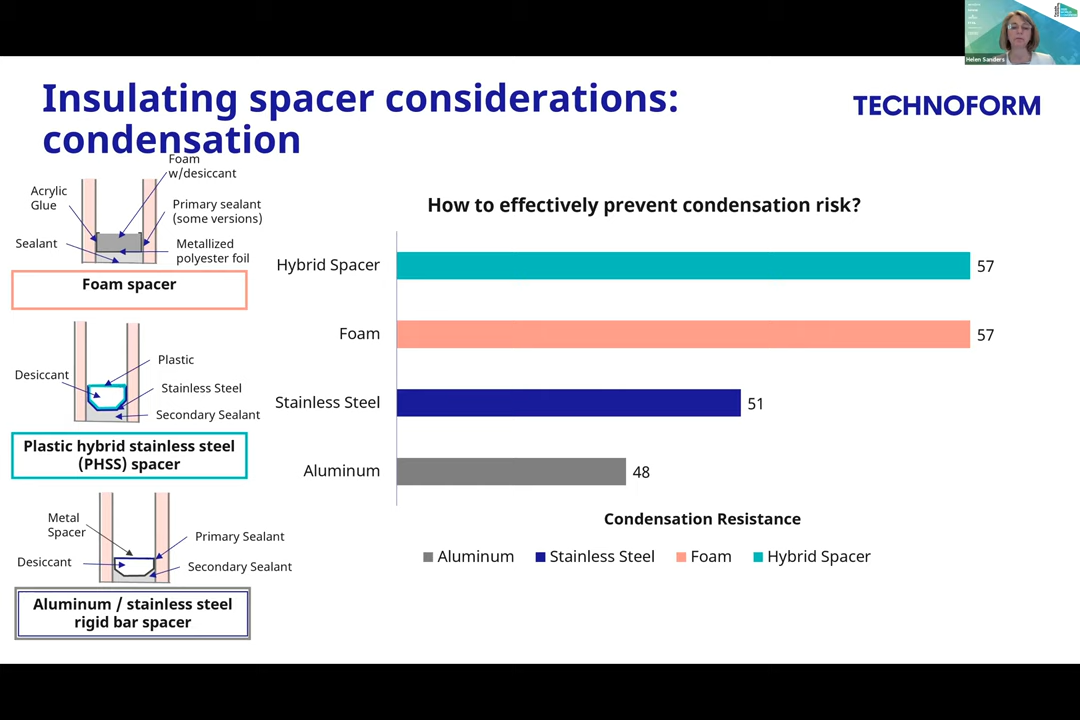 Helen Sanders
Insulating spacer considerations:
condensation
TECHNOFORM
Foam
w/desiccant
Acrylic
Glue
Primary sealant
(some versions)
Sealant
Metallized
polyester foil
Foam spacer
Plastic
Desiccant
Stainless Steel
Secondary Sealant
Plastic hybrid stainless steel
(PHSS) spacer
Metal
Spacer
Primary Sealant
Desiccant
Secondary Sealant
Aluminum / stainless steel
rigid bar spacer
How to effectively prevent condensation risk?
Hybrid Spacer 57
Foam 57
Stainless Steel 51
Aluminum 48
Condensation Resistance
Aluminum Stainless Steel Foam Hybrid Spacer